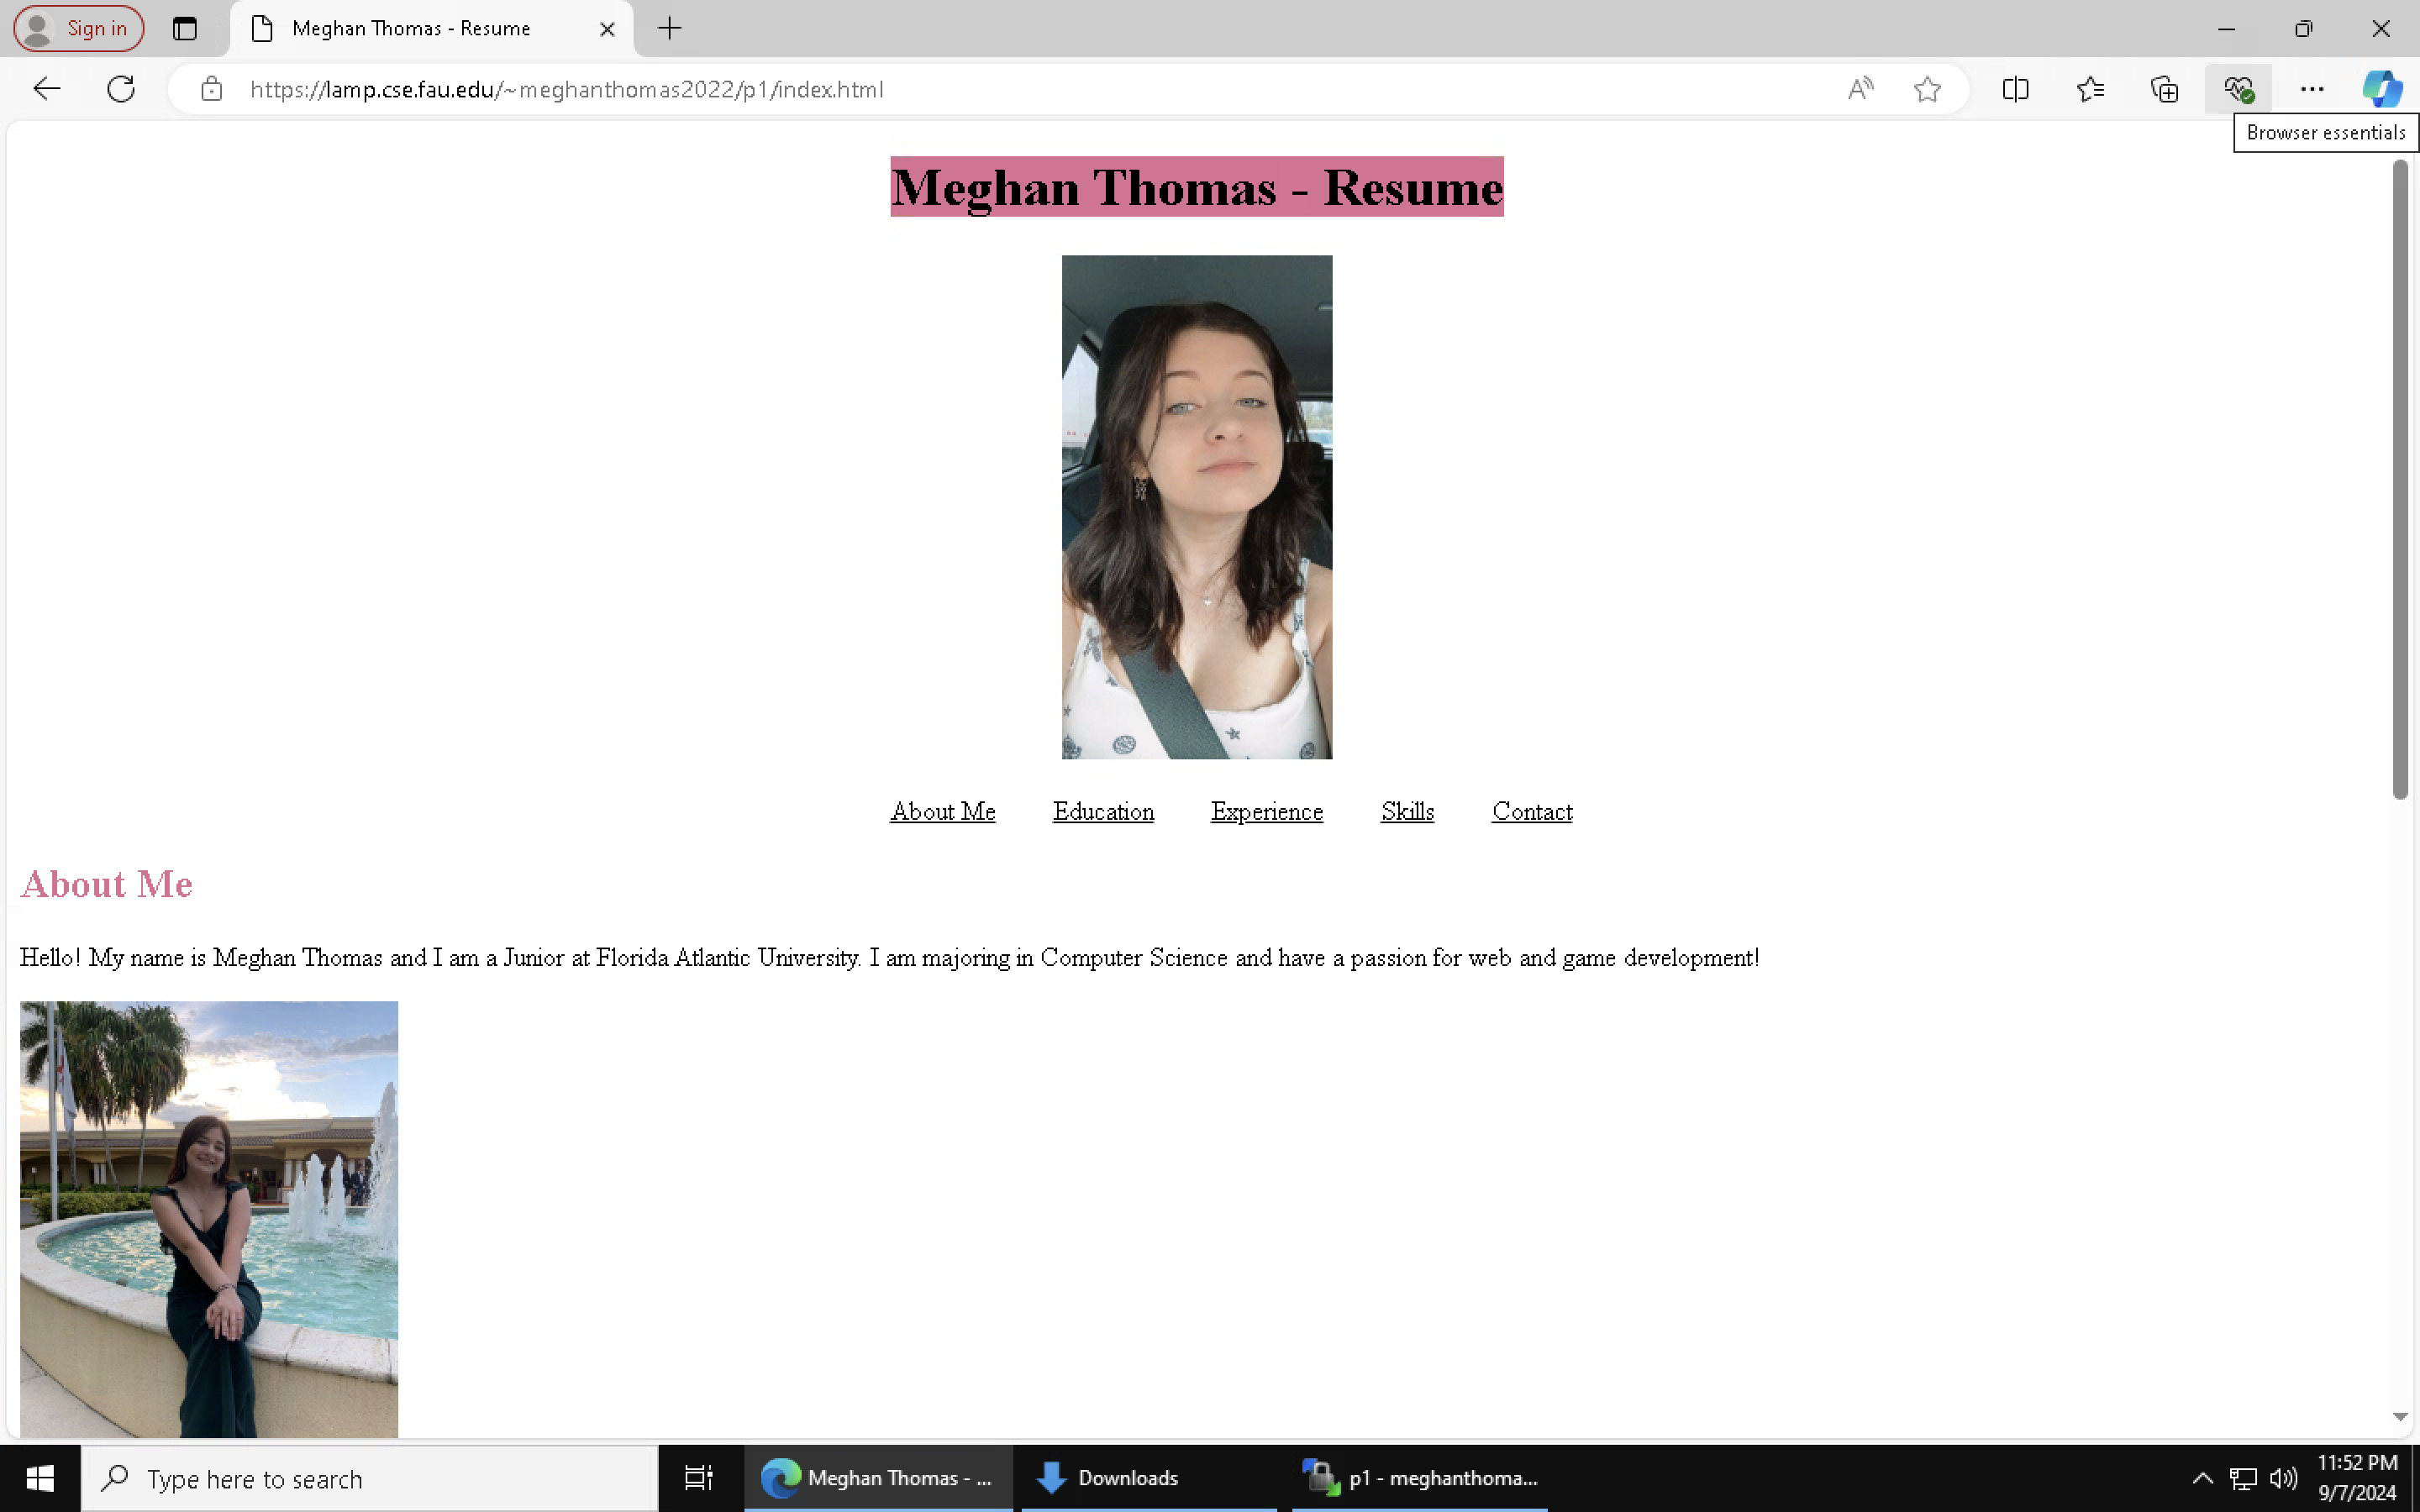 Sign in
Meghan Thomas - Resume
https://lamp.cse.fau.edu/~meghanthomas2022/p1/index.html
Browser essentials
Meghan Thomas - Resume
About Me Education Experience Skills Contact
About Me
Hello! My name is Meghan Thomas and I am a Junior at Florida Atlantic University. I am majoring in Computer Science and have a passion for web and game development!
Type here to search
Meghan Thomas - ...
Downloads
p1 - meghanthoma...
11:52 PM
9/7/2024